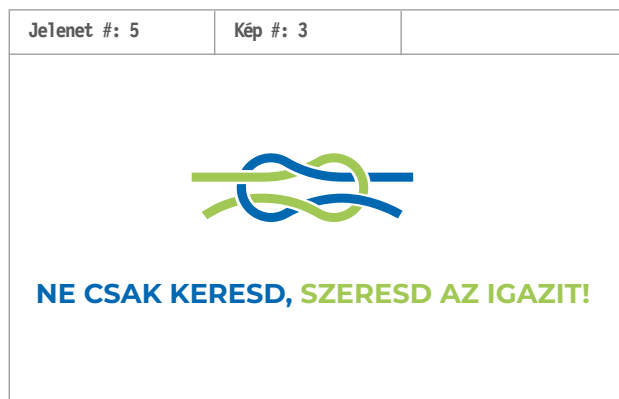 Jelenet #: 5
Kép #: 3
NE CSAK KERESD, SZERESD AZ IGAZIT!